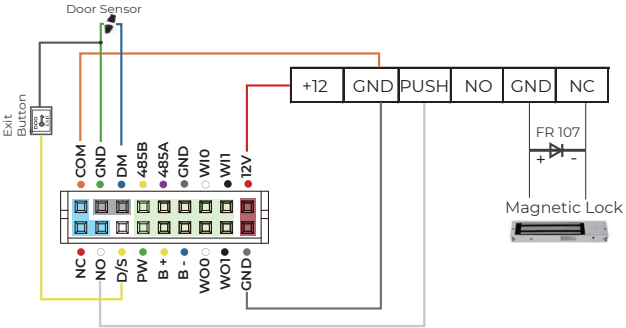 Door Sensor
+12 GND PUSH NO GND NC
Exit
Button
COM GND DM 485B 485A GND WI0 WI1 12V
FR 107
+ -
NC NO D/S PW B+ B- WO0 WO1 GND
Magnetic Lock